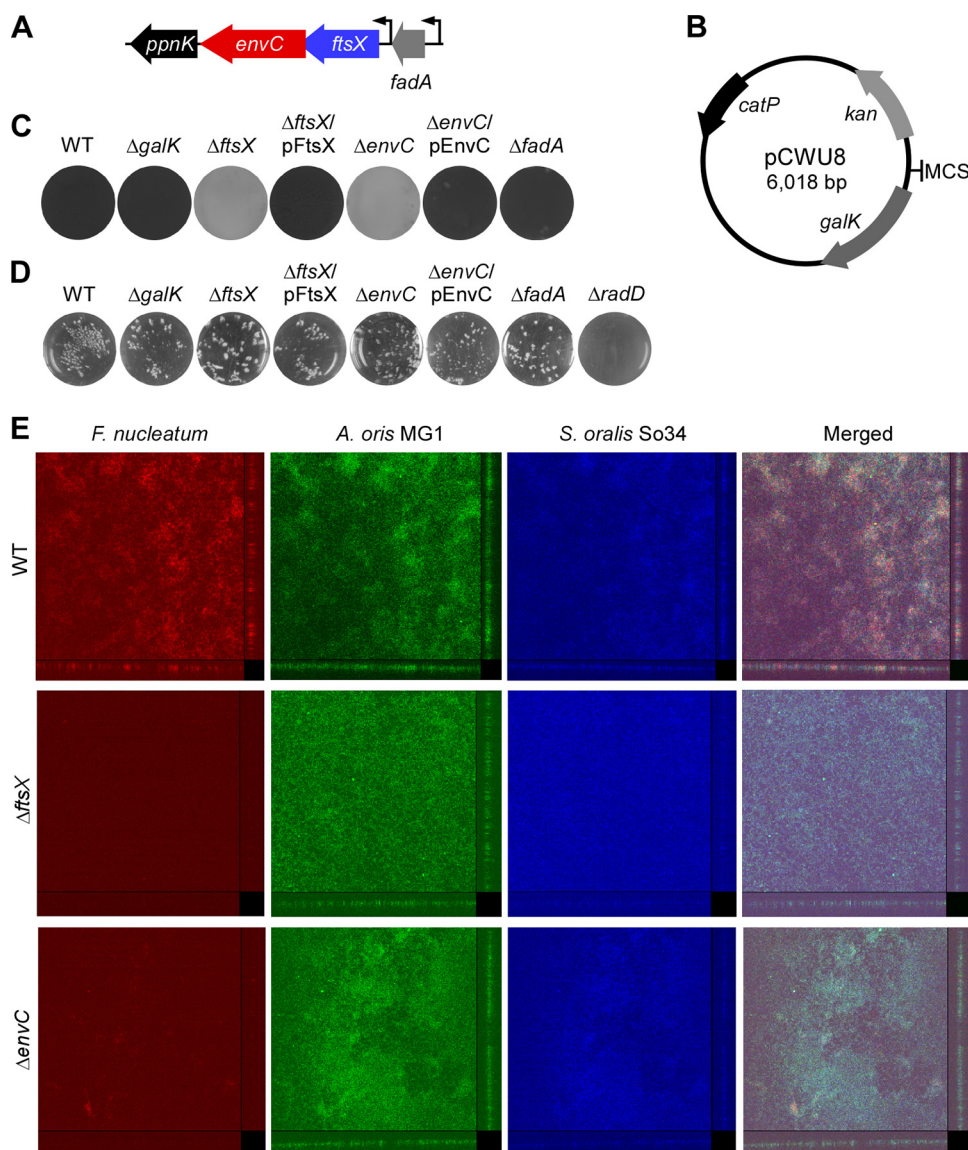 A
ppnK envC ftsX
fadA
B
catP kan
pCWU8
6,018 bp
MCS
galK
C
WT ΔgalK ΔftsX ΔftsX/ pFtsX ΔenvC ΔenvC/ pEnvC ΔfadA
D
WT ΔgalK ΔftsX ΔftsX/ pFtsX ΔenvC ΔenvC/ pEnvC ΔfadA ΔradD
E
F. nucleatum A. oris MG1 S. oralis So34 Merged
WT
ΔftsX
ΔenvC